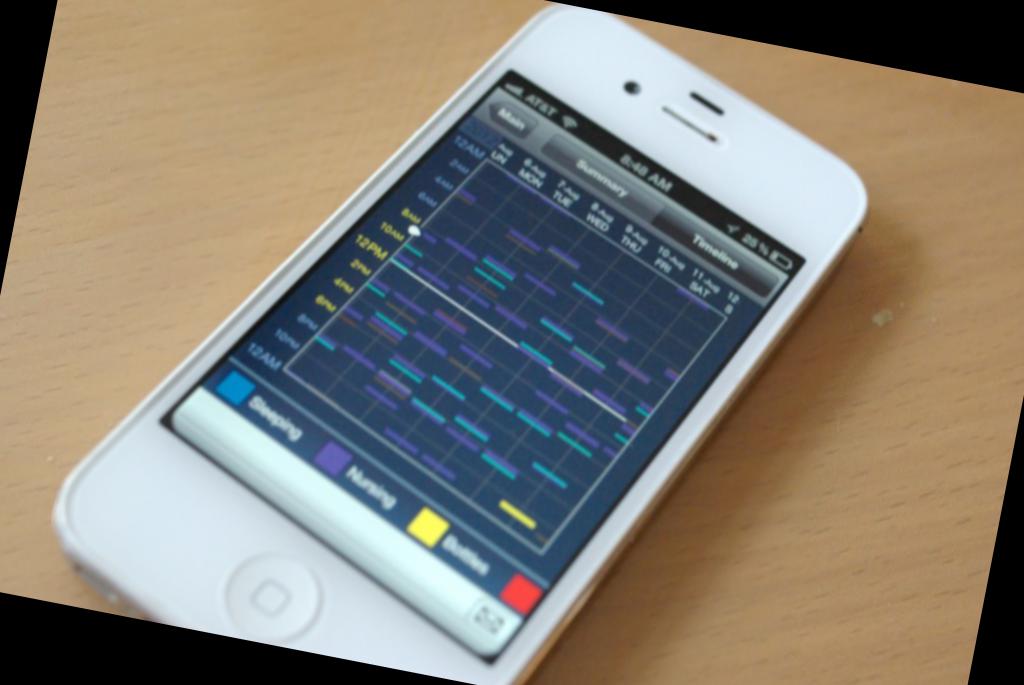 AT&T 8:48 AM 25%
Main Summary Timeline
6-Aug 7-Aug 8-Aug 9-Aug 10-Aug 11-Aug 12
MON TUE WED THU FRI SAT
12AM
2AM
4AM
6AM
8AM
10AM
12PM
2PM
4PM
6PM
8PM
10PM
12AM
Sleeping Nursing Bottles